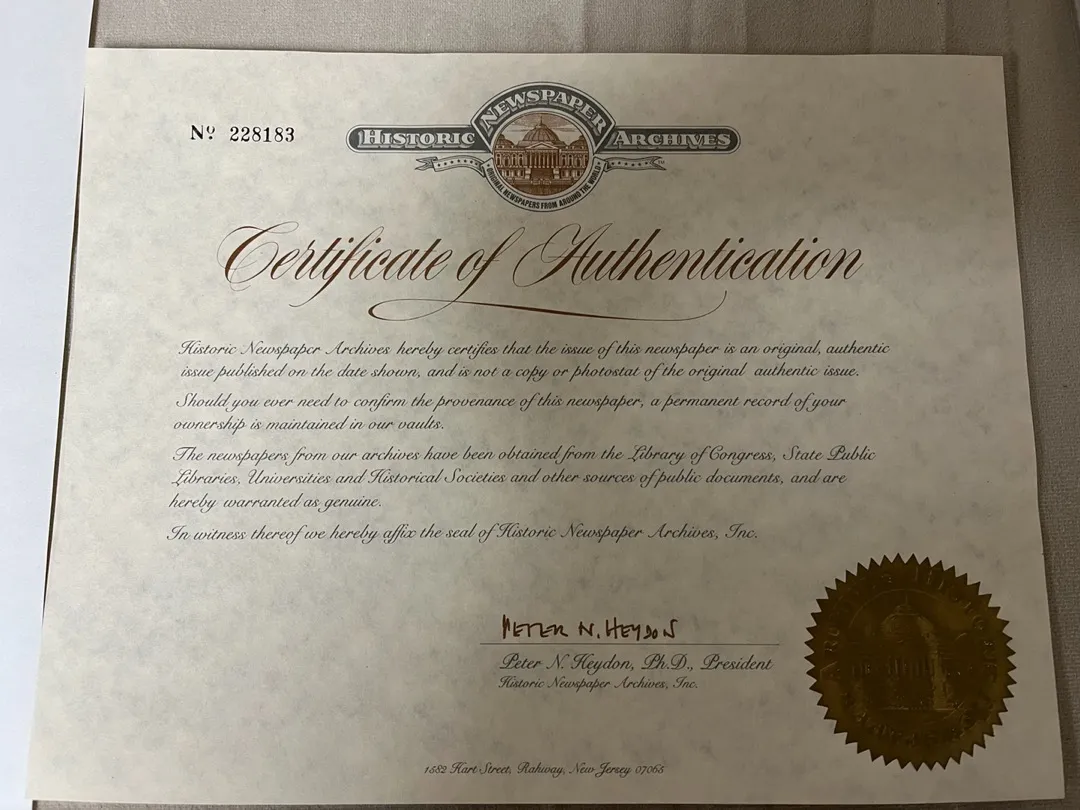 Nº 228183
HISTORIC NEWSPAPER ARCHIVES
ORIGINAL NEWSPAPERS FROM AROUND THE WORLD
Certificate of Authentication
Historic Newspaper Archives hereby certifies that the issue of this newspaper is an original, authentic
issue published on the date shown, and is not a copy or photostat of the original authentic issue.
Should you ever need to confirm the provenance of this newspaper, a permanent record of your
ownership is maintained in our vaults.
The newspapers from our archives have been obtained from the Library of Congress, State Public
Libraries, Universities and Historical Societies and other sources of public documents, and are
hereby warranted as genuine.
In witness thereof we hereby affix the seal of Historic Newspaper Archives, Inc.
PETER N. HEYDON
Peter N. Heydon, Ph.D., President
Historic Newspaper Archives, Inc.
1582 Hart Street, Rahway, New Jersey 07065